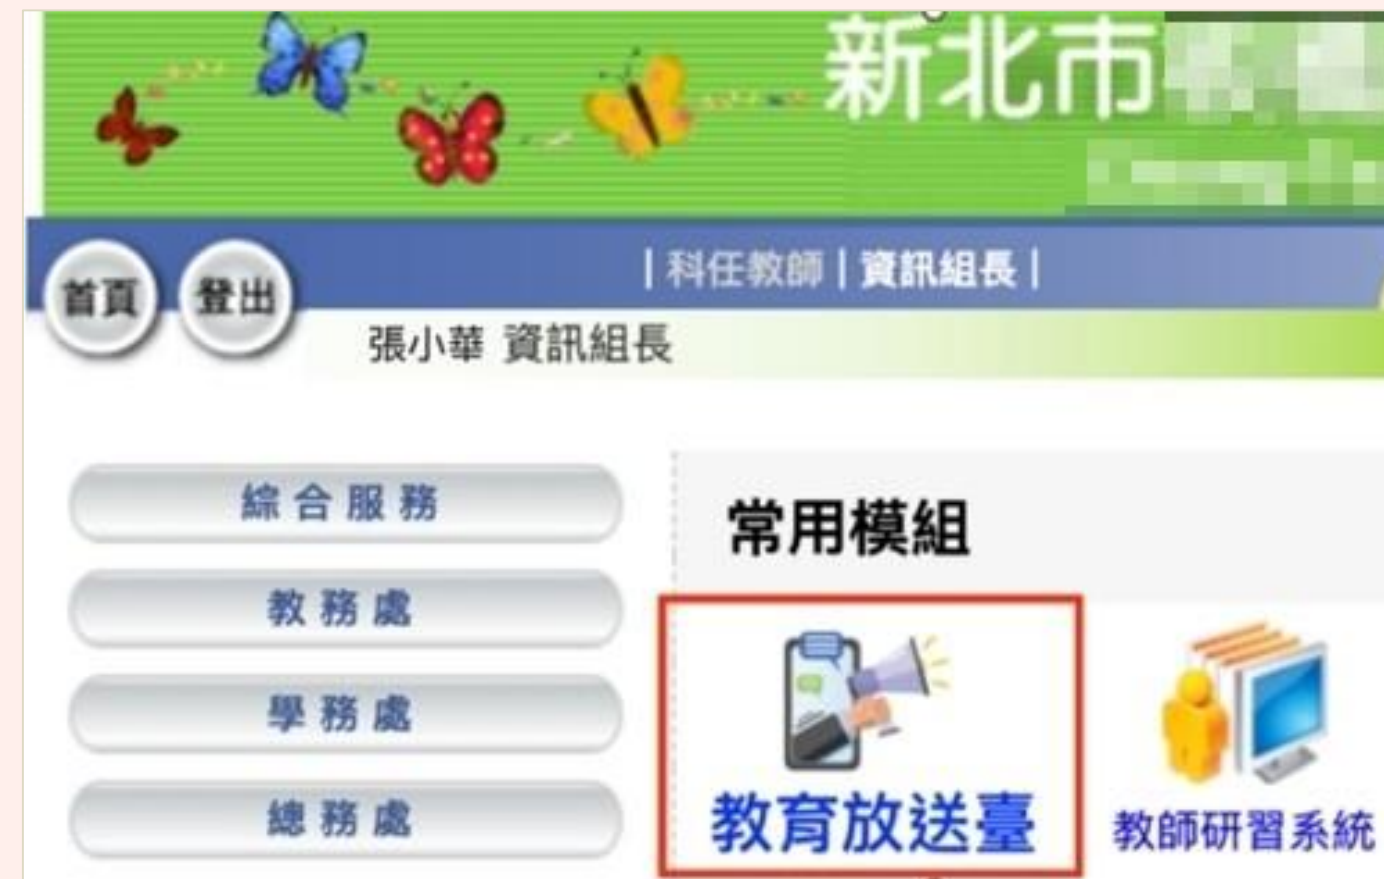 新北市
首頁 登出 | 科任教師 | 資訊組長 |
張小華 資訊組長
綜合服務
常用模組
教務處
學務處
總務處
教育放送臺 教師研習系統